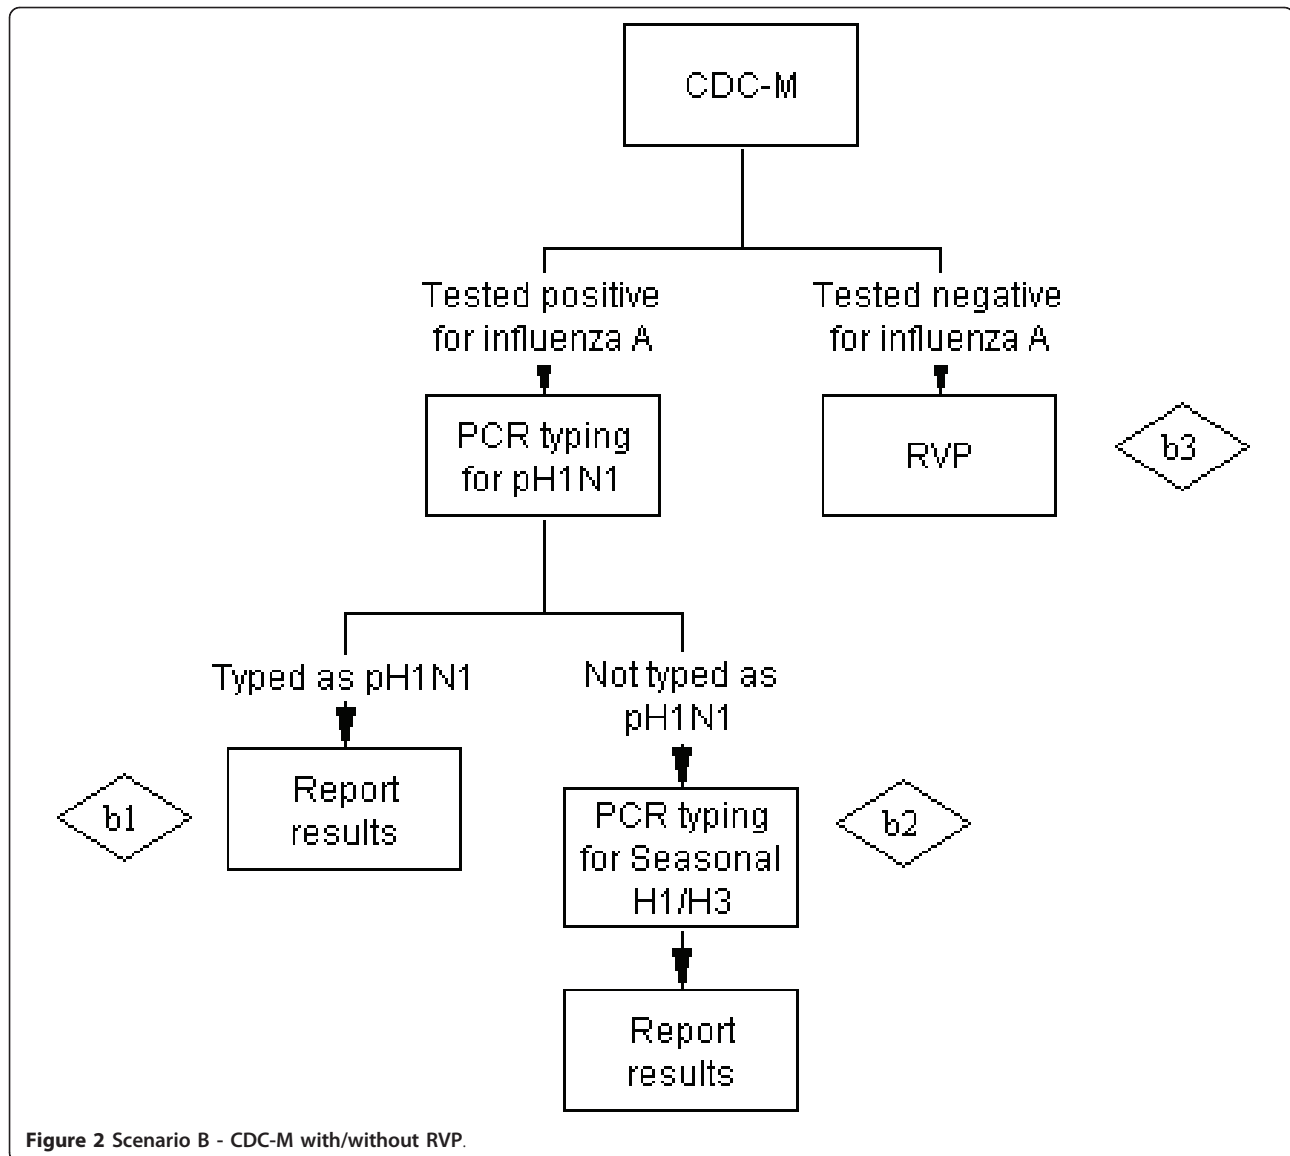 CDC-M
Tested positive
for influenza A
Tested negative
for influenza A
PCR typing
for pH1N1
RVP
b3
Typed as pH1N1
Not typed as
pH1N1
b1
Report
results
PCR typing
for Seasonal
H1/H3
b2
Report
results
Figure 2 Scenario B - CDC-M with/without RVP.